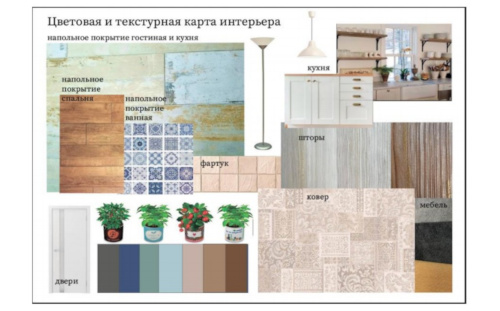 Цветовая и текстурная карта интерьера
напольное покрытие гостиная и кухня
кухня
напольное
покрытие
спальня
напольное
покрытие
ванная
шторы
фартук
ковер
мебель
двери